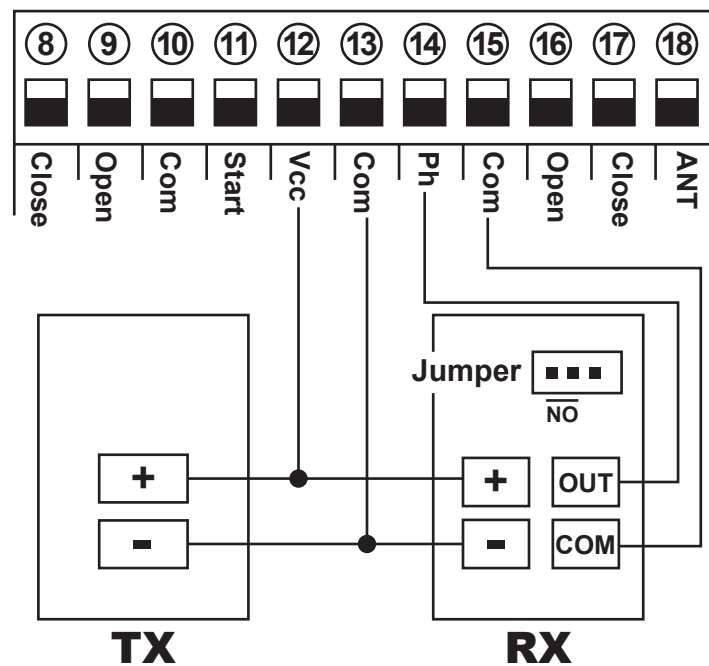 8 9 10 11 12 13 14 15 16 17 18
Close Open Com Start Vcc Com Ph Com Open Close ANT
Jumper
NO
+ + OUT
- - COM
TX RX